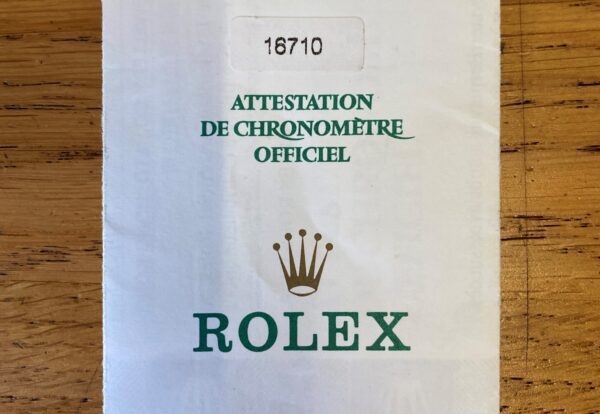 16710
ATTESTATION
DE CHRONOMÈTRE
OFFICIEL
ROLEX